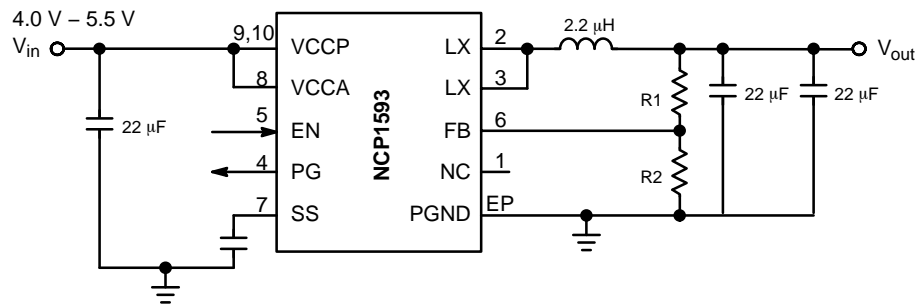 4.0 V – 5.5 V
Vin
9,10
VCCP
LX
2
2.2 μH
Vout
8
VCCA
LX
3
R1
22 μF
22 μF
22 μF
5
EN
NCP1593
FB
6
4
PG
NC
1
R2
7
SS
PGND
EP